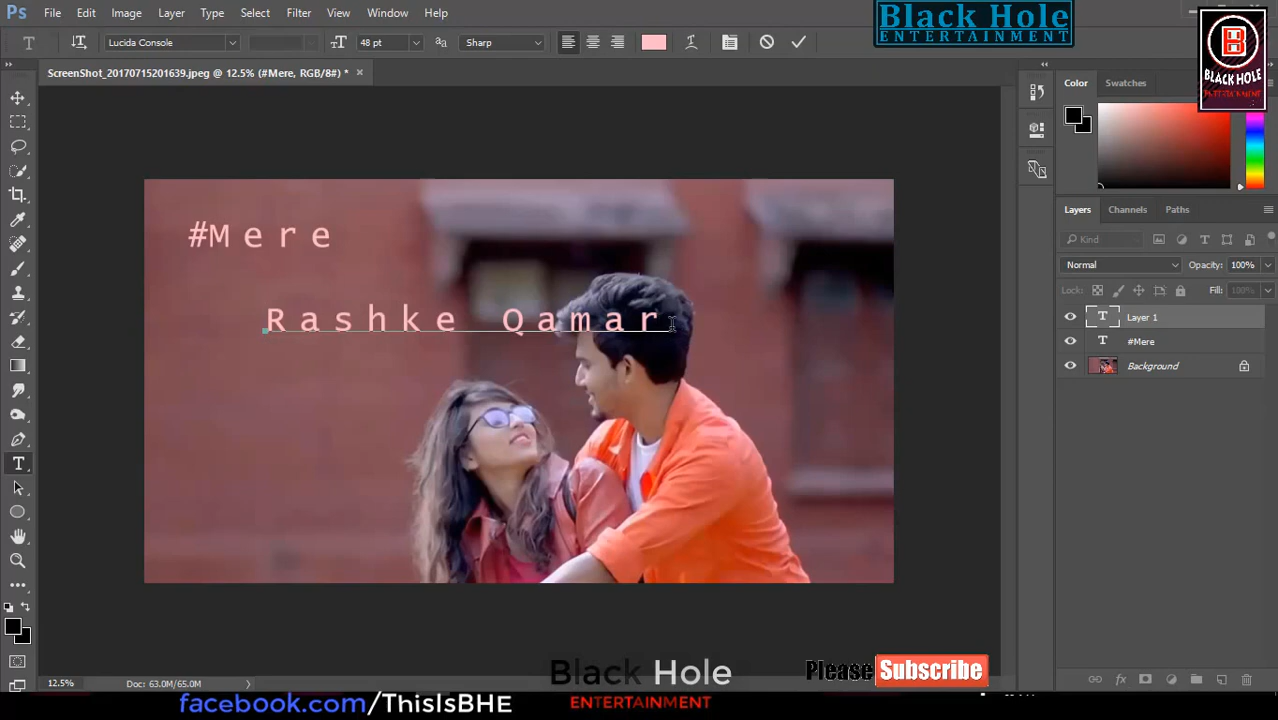 Ps File Edit Image Layer Type Select Filter 3D View Window Help
Black Hole
ENTERTAINMENT
T Lucida Console 48 pt aa Sharp
BLACK HOLE
ENTERTAINMENT
ScreenShot_20170715201639.jpeg @ 12.5% (#Mere, RGB/8#) * ×
Color Swatches
#Mere
Rashke Qamar
Layers Channels Paths
Kind
Normal Opacity: 100%
Lock: Fill: 100%
T Layer 1
T #Mere
Background
12.5% Doc: 63.0M/65.0M
Black Hole
ENTERTAINMENT
Please Subscribe
facebook.com/ThisIsBHE